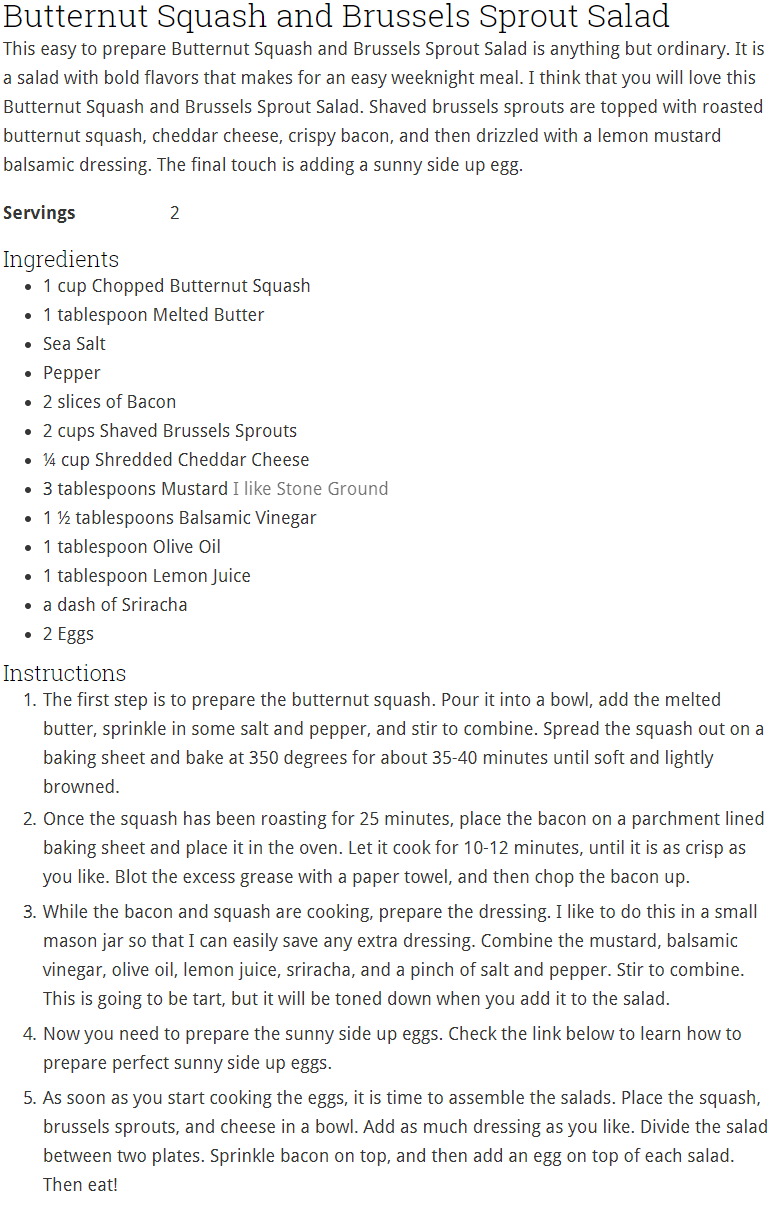 Butternut Squash and Brussels Sprout Salad
This easy to prepare Butternut Squash and Brussels Sprout Salad is anything but ordinary. It is
a salad with bold flavors that makes for an easy weeknight meal. I think that you will love this
Butternut Squash and Brussels Sprout Salad. Shaved brussels sprouts are topped with roasted
butternut squash, cheddar cheese, crispy bacon, and then drizzled with a lemon mustard
balsamic dressing. The final touch is adding a sunny side up egg.
Servings 2
Ingredients
• 1 cup Chopped Butternut Squash
• 1 tablespoon Melted Butter
• Sea Salt
• Pepper
• 2 slices of Bacon
• 2 cups Shaved Brussels Sprouts
• ¼ cup Shredded Cheddar Cheese
• 3 tablespoons Mustard I like Stone Ground
• 1 ½ tablespoons Balsamic Vinegar
• 1 tablespoon Olive Oil
• 1 tablespoon Lemon Juice
• a dash of Sriracha
• 2 Eggs
Instructions
1. The first step is to prepare the butternut squash. Pour it into a bowl, add the melted
butter, sprinkle in some salt and pepper, and stir to combine. Spread the squash out on a
baking sheet and bake at 350 degrees for about 35-40 minutes until soft and lightly
browned.
2. Once the squash has been roasting for 25 minutes, place the bacon on a parchment lined
baking sheet and place it in the oven. Let it cook for 10-12 minutes, until it is as crisp as
you like. Blot the excess grease with a paper towel, and then chop the bacon up.
3. While the bacon and squash are cooking, prepare the dressing. I like to do this in a small
mason jar so that I can easily save any extra dressing. Combine the mustard, balsamic
vinegar, olive oil, lemon juice, sriracha, and a pinch of salt and pepper. Stir to combine.
This is going to be tart, but it will be toned down when you add it to the salad.
4. Now you need to prepare the sunny side up eggs. Check the link below to learn how to
prepare perfect sunny side up eggs.
5. As soon as you start cooking the eggs, it is time to assemble the salads. Place the squash,
brussels sprouts, and cheese in a bowl. Add as much dressing as you like. Divide the salad
between two plates. Sprinkle bacon on top, and then add an egg on top of each salad.
Then eat!